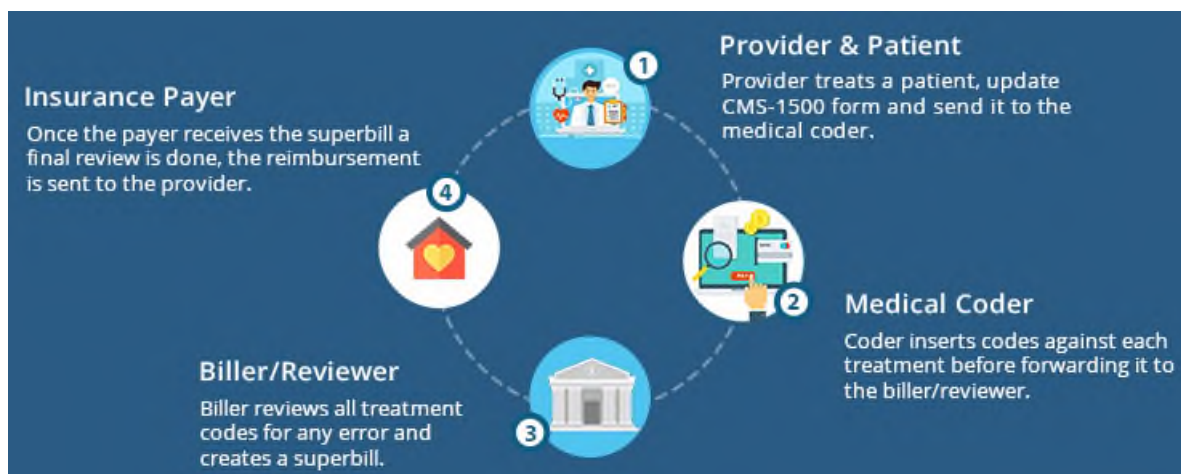 1
Provider & Patient
Provider treats a patient, update
CMS-1500 form and send it to the
medical coder.
2
Medical Coder
Coder inserts codes against each
treatment before forwarding it to
the biller/reviewer.
3
Biller/Reviewer
Biller reviews all treatment
codes for any error and
creates a superbill.
4
Insurance Payer
Once the payer receives the superbill a
final review is done, the reimbursement
is sent to the provider.